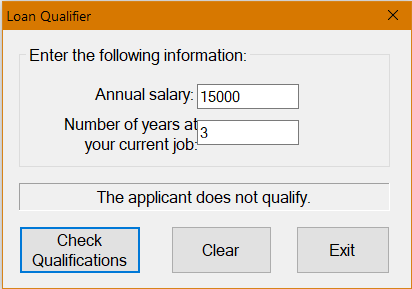 Loan Qualifier
Enter the following information:
Annual salary: 15000
Number of years at
your current job: 3
The applicant does not qualify.
Check
Qualifications
Clear
Exit